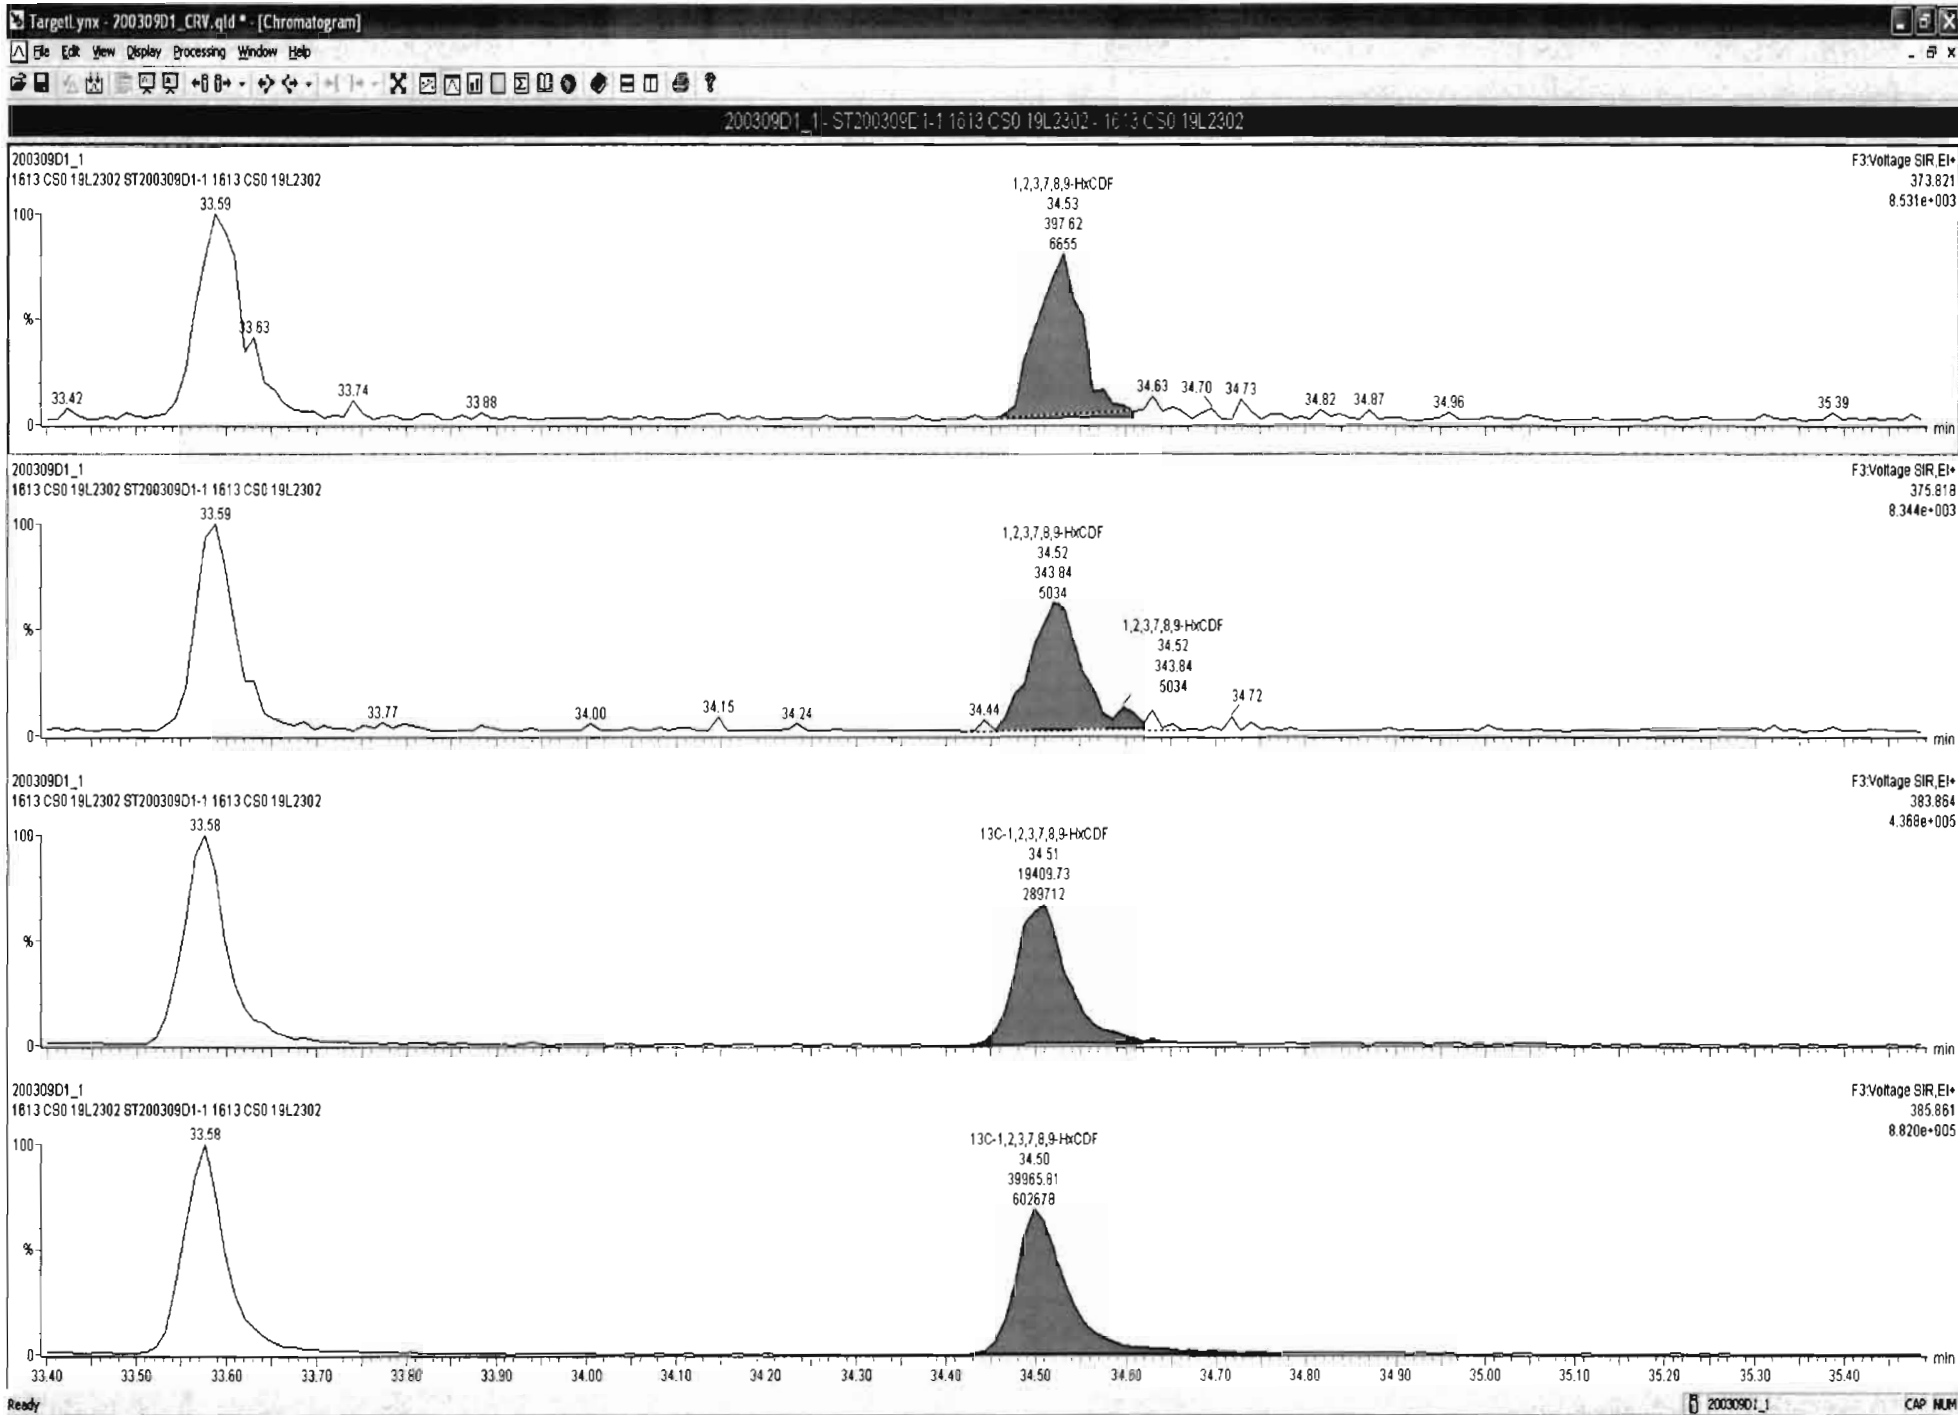 TargetLynx - 200309D1_CRV.qld * - [Chromatogram]
File Edit View Display Processing Window Help
200309D1_1 - ST200309D1-1 1613 CS0 19L2302 - 1613 CS0 19L2302
200309D1_1
1613 CS0 19L2302 ST200309D1-1 1613 CS0 19L2302
F3:Voltage SIR,EI+
373.821
8.531e+003
100
%
0
33.42
33.59
33.63
33.74
33.88
1,2,3,7,8,9-HxCDF
34.53
397.62
6655
34.63
34.70
34.73
34.82
34.87
34.96
35.39
min
200309D1_1
1613 CS0 19L2302 ST200309D1-1 1613 CS0 19L2302
F3:Voltage SIR,EI+
375.818
8.344e+003
100
%
0
33.59
33.77
34.00
34.15
34.24
34.44
1,2,3,7,8,9-HxCDF
34.52
343.84
5034
1,2,3,7,8,9-HxCDF
34.52
343.84
5034
34.72
min
200309D1_1
1613 CS0 19L2302 ST200309D1-1 1613 CS0 19L2302
F3:Voltage SIR,EI+
383.864
4.368e+005
100
%
0
33.58
13C-1,2,3,7,8,9-HxCDF
34.51
19409.73
289712
min
200309D1_1
1613 CS0 19L2302 ST200309D1-1 1613 CS0 19L2302
F3:Voltage SIR,EI+
385.861
8.820e+005
100
%
0
33.58
13C-1,2,3,7,8,9-HxCDF
34.50
39965.81
602678
min
33.40 33.50 33.60 33.70 33.80 33.90 34.00 34.10 34.20 34.30 34.40 34.50 34.60 34.70 34.80 34.90 35.00 35.10 35.20 35.30 35.40
Ready
200309D1_1
CAP NUM